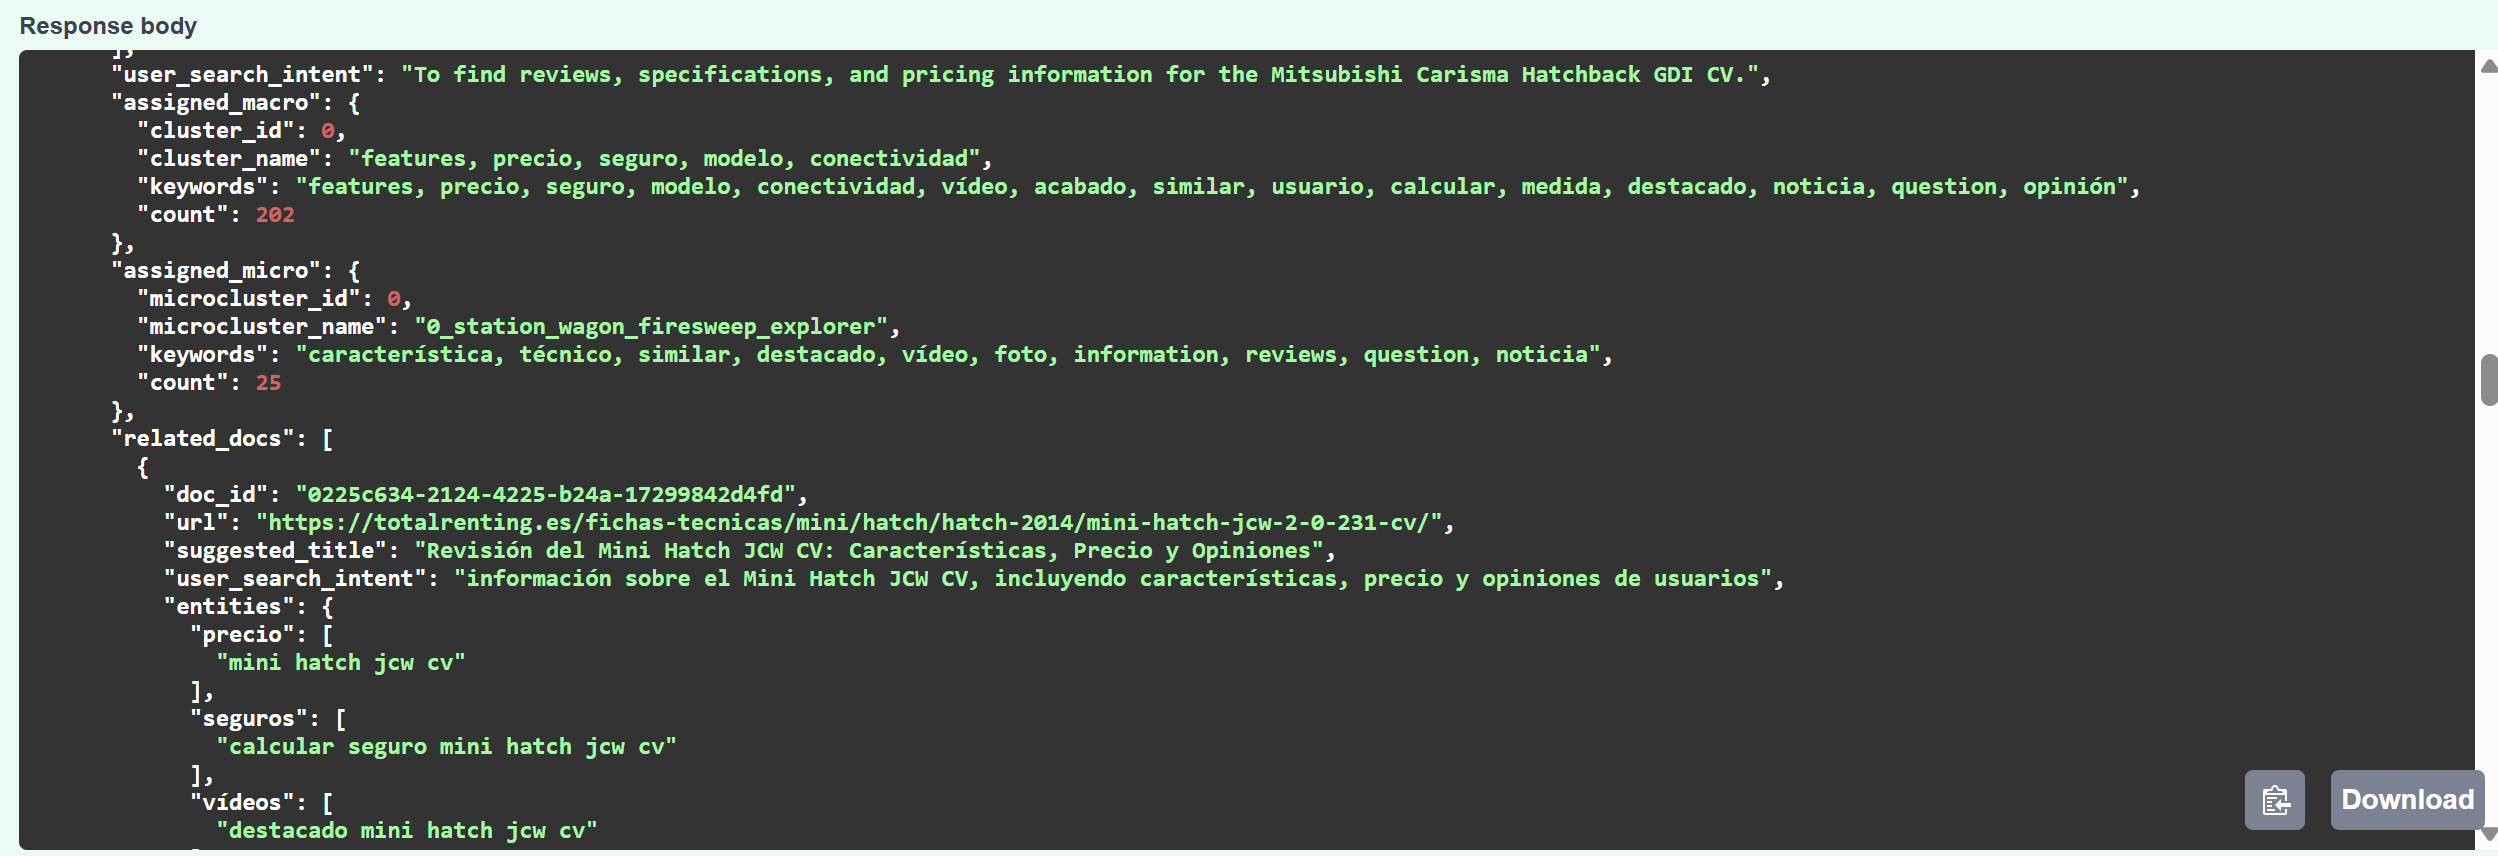 Response body
],
"user_search_intent": "To find reviews, specifications, and pricing information for the Mitsubishi Carisma Hatchback GDI CV.",
"assigned_macro": {
"cluster_id": 0,
"cluster_name": "features, precio, seguro, modelo, conectividad",
"keywords": "features, precio, seguro, modelo, conectividad, vídeo, acabado, similar, usuario, calcular, medida, destacado, noticia, question, opinión",
"count": 202
},
"assigned_micro": {
"microcluster_id": 0,
"microcluster_name": "0_station_wagon_firesweep_explorer",
"keywords": "característica, técnico, similar, destacado, vídeo, foto, information, reviews, question, noticia",
"count": 25
},
"related_docs": [
{
"doc_id": "0225c634-2124-4225-b24a-17299842d4fd",
"url": "https://totalrenting.es/fichas-tecnicas/mini/hatch/hatch-2014/mini-hatch-jcw-2-0-231-cv/",
"suggested_title": "Revisión del Mini Hatch JCW CV: Características, Precio y Opiniones",
"user_search_intent": "información sobre el Mini Hatch JCW CV, incluyendo características, precio y opiniones de usuarios",
"entities": {
"precio": [
"mini hatch jcw cv"
],
"seguros": [
"calcular seguro mini hatch jcw cv"
],
"vídeos": [
"destacado mini hatch jcw cv"
Download